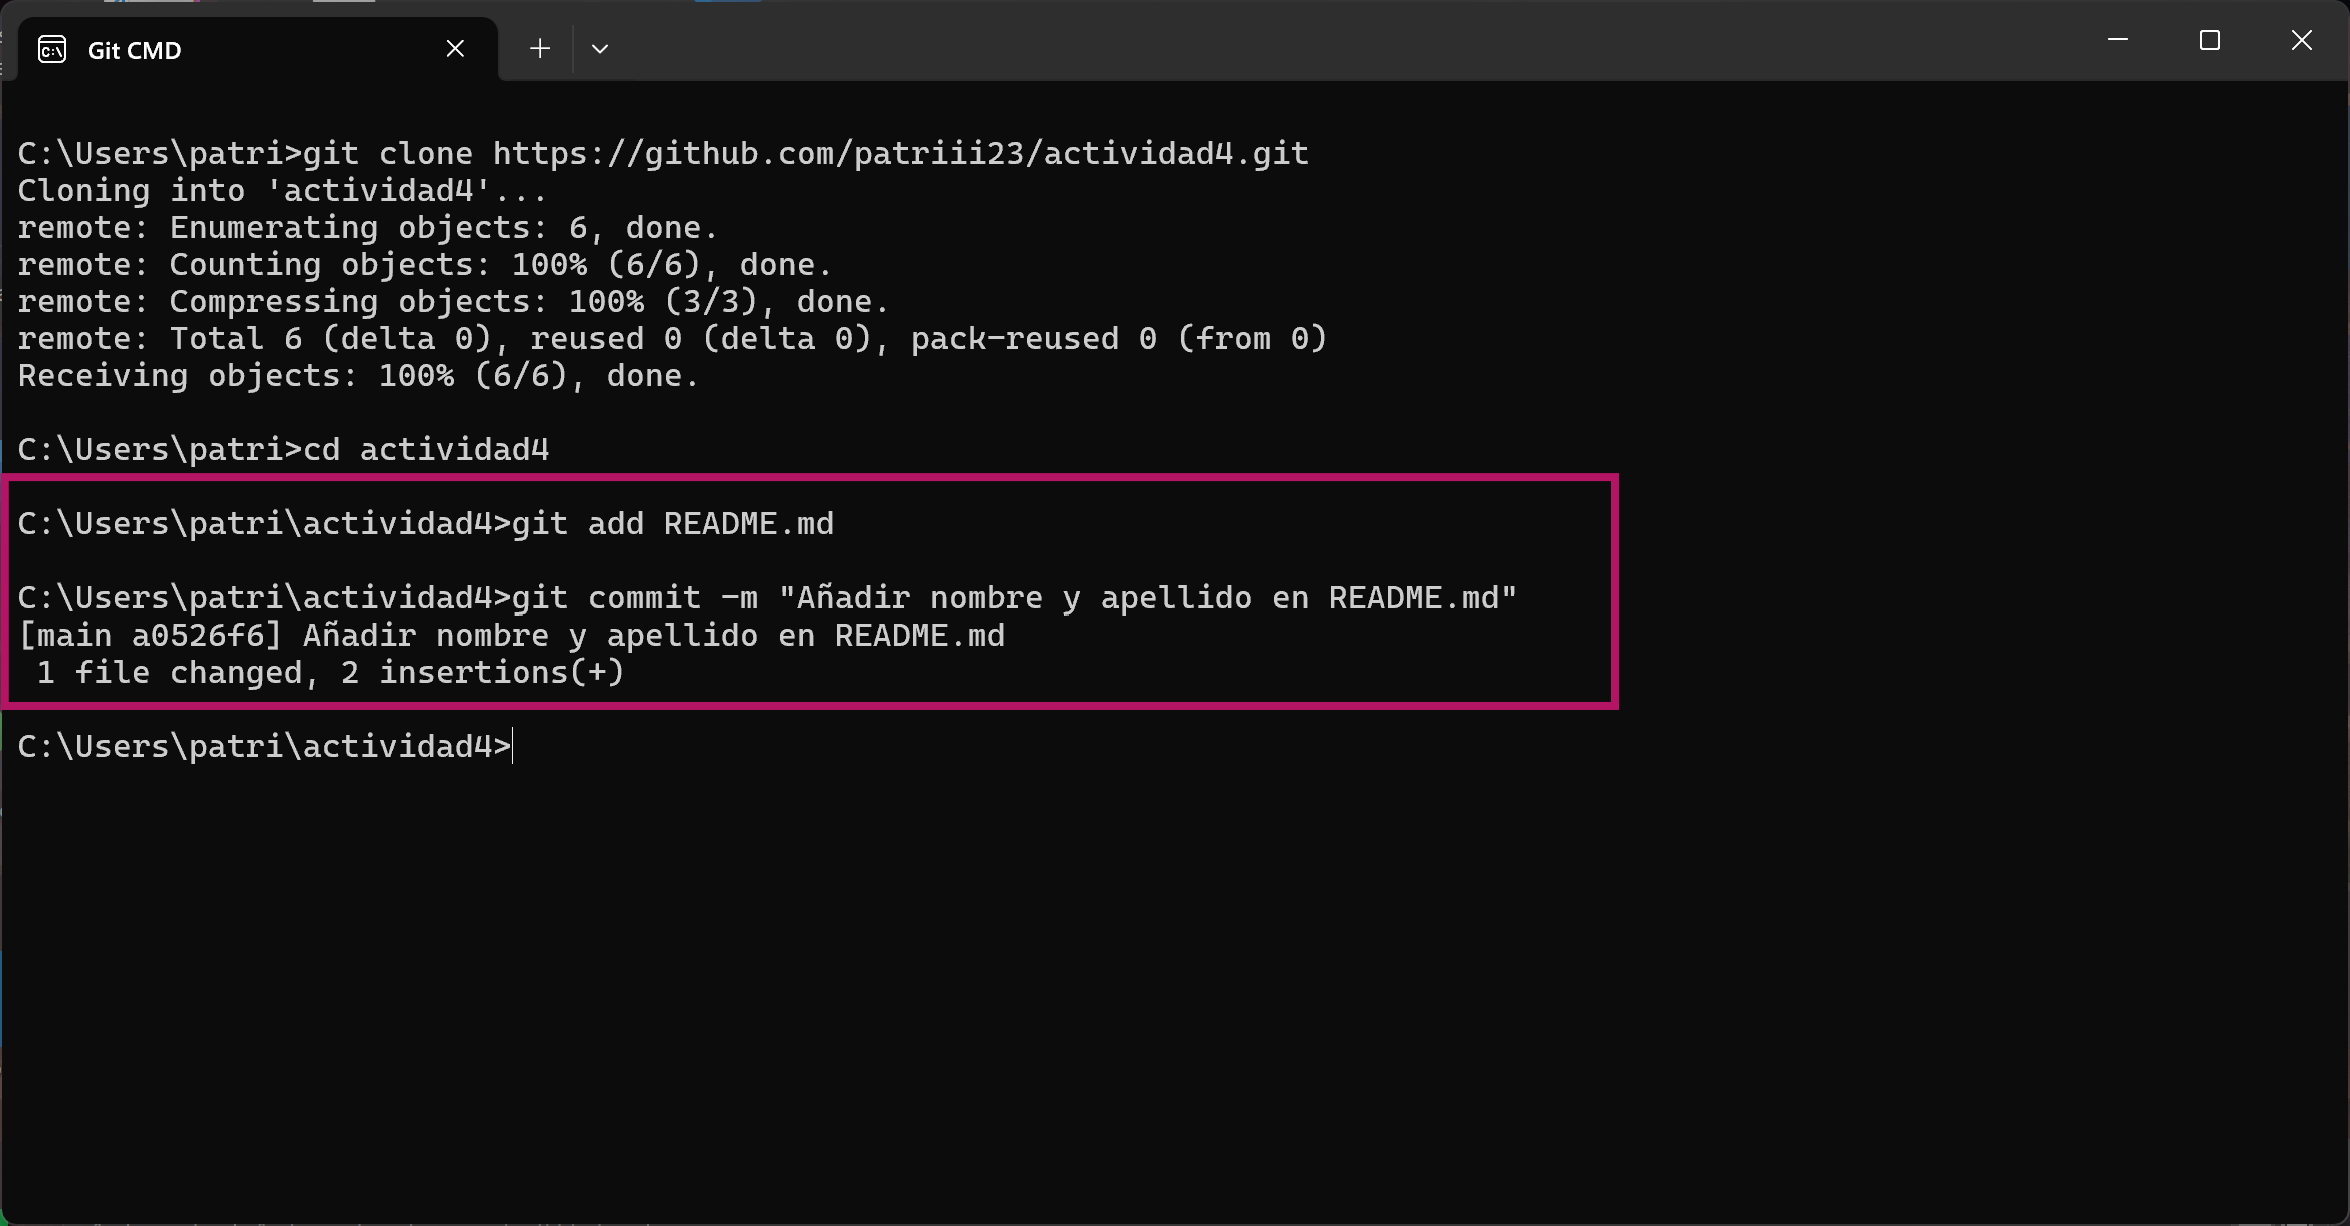 Git CMD
C:\Users\patri>git clone https://github.com/patriii23/actividad4.git
Cloning into 'actividad4'...
remote: Enumerating objects: 6, done.
remote: Counting objects: 100% (6/6), done.
remote: Compressing objects: 100% (3/3), done.
remote: Total 6 (delta 0), reused 0 (delta 0), pack-reused 0 (from 0)
Receiving objects: 100% (6/6), done.
C:\Users\patri>cd actividad4
C:\Users\patri\actividad4>git add README.md
C:\Users\patri\actividad4>git commit -m "Añadir nombre y apellido en README.md"
[main a0526f6] Añadir nombre y apellido en README.md
 1 file changed, 2 insertions(+)
C:\Users\patri\actividad4>